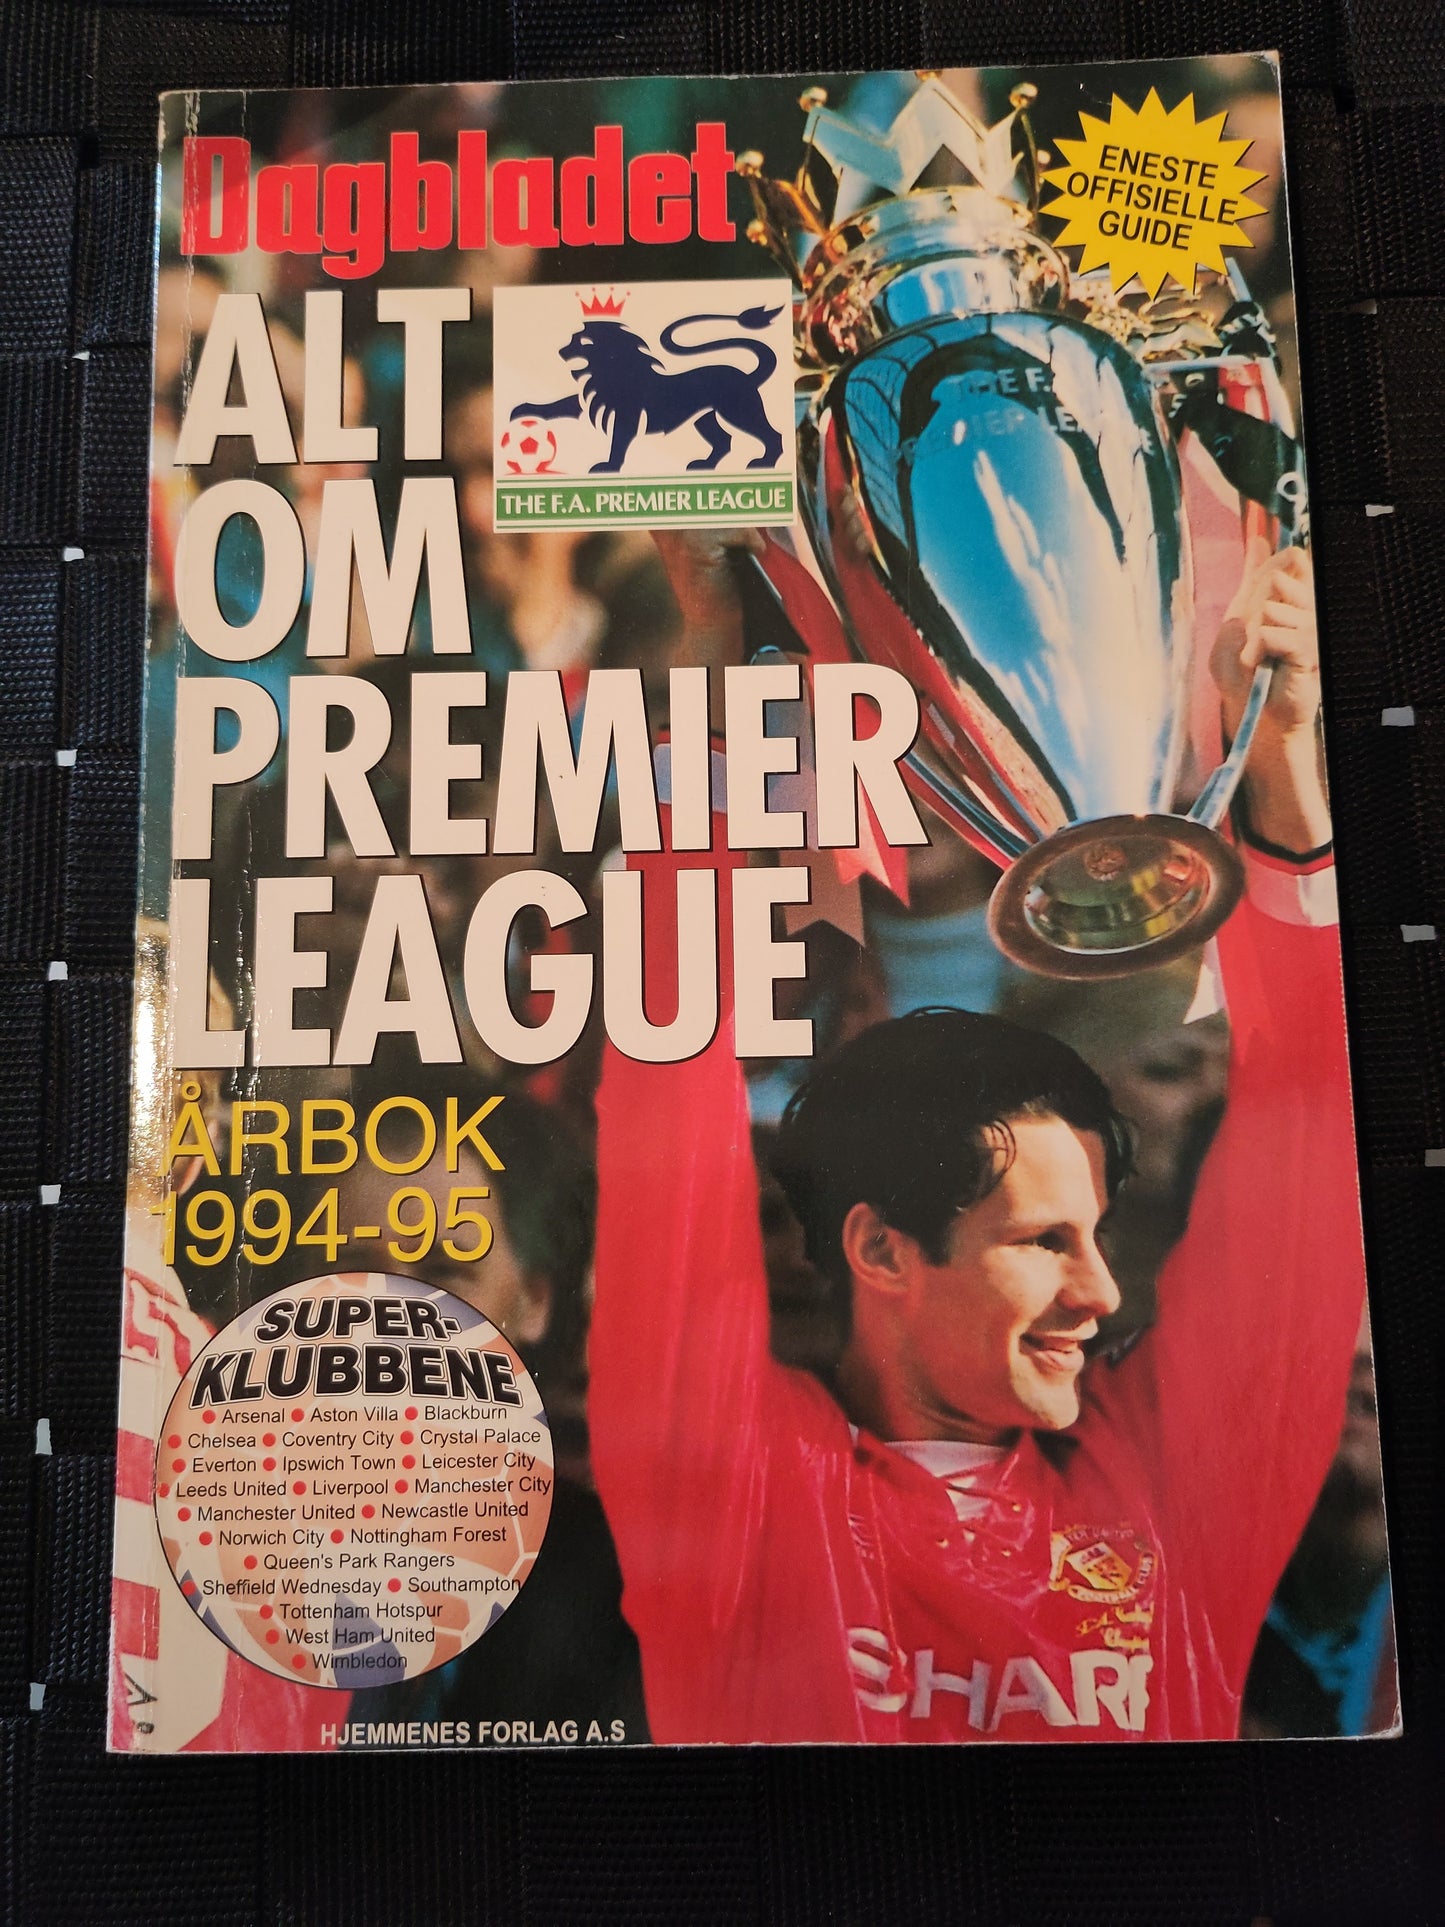 Dagbladet
ENESTE
OFFISIELLE
GUIDE
ALT
OM
PREMIER
LEAGUE
THE F.A. PREMIER LEAGUE
THE F.A.
PREMIER LEAGUE
ÅRBOK
1994-95
SUPER-
KLUBBENE
● Arsenal ● Aston Villa ● Blackburn
● Chelsea ● Coventry City ● Crystal Palace
● Everton ● Ipswich Town ● Leicester City
● Leeds United ● Liverpool ● Manchester City
● Manchester United ● Newcastle United
● Norwich City ● Nottingham Forest
● Queen's Park Rangers
● Sheffield Wednesday ● Southampton
● Tottenham Hotspur
● West Ham United
● Wimbledon
SHARP
HJEMMENES FORLAG A.S